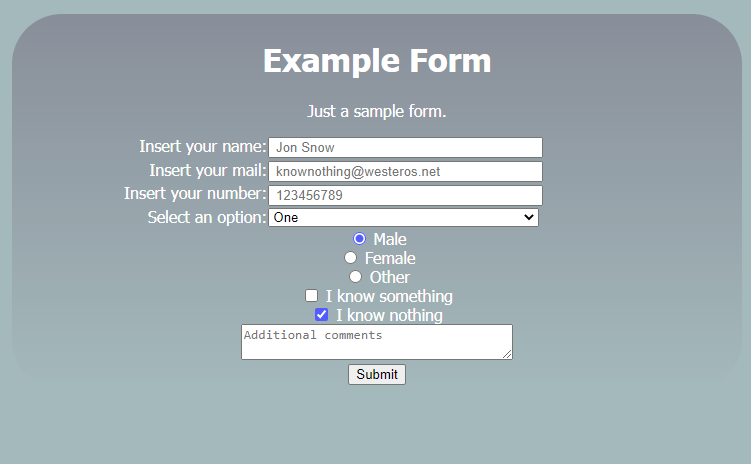 Example Form
Just a sample form.
Insert your name: Jon Snow
Insert your mail: knownothing@westeros.net
Insert your number: 123456789
Select an option: One
Male
Female
Other
I know something
I know nothing
Additional comments
Submit